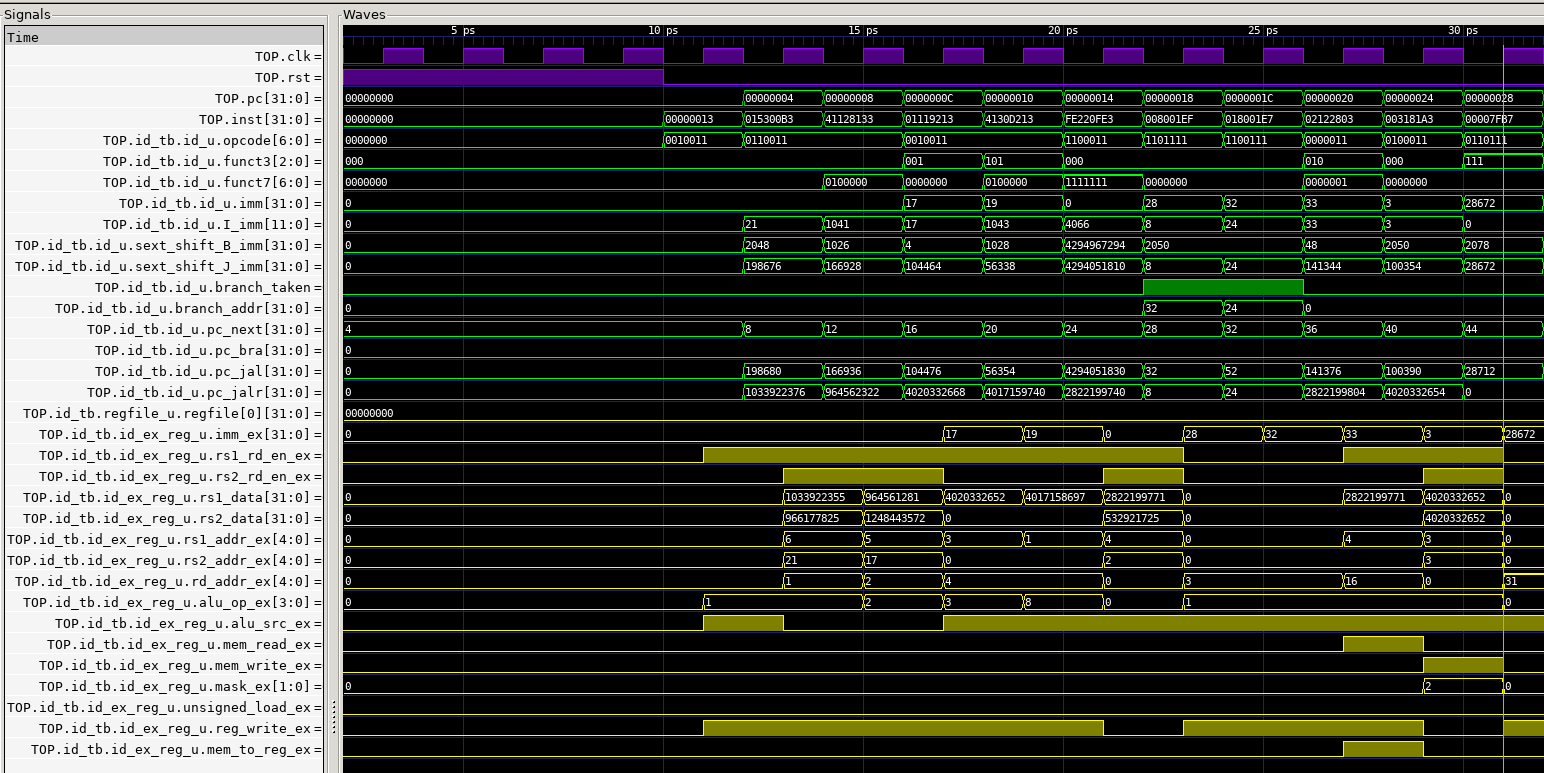 Signals Waves
Time 5 ps 10 ps 15 ps 20 ps 25 ps 30 ps
TOP.clk =
TOP.rst =
TOP.pc[31:0] = 00000000 00000004 00000008 0000000C 00000010 00000014 00000018 0000001C 00000020 00000024 00000028
TOP.inst[31:0] = 00000000 00000013 015300B3 41128133 01119213 4130D213 FE220FE3 008001EF 018001E7 02122803 003181A3 00007FB7
TOP.id_tb.id_u.opcode[6:0] = 0000000 0010011 0110011 0010011 1100011 1101111 1100111 0000011 0100011 0110111
TOP.id_tb.id_u.funct3[2:0] = 000 001 101 000 010 000 111
TOP.id_tb.id_u.funct7[6:0] = 0000000 0100000 0000000 0100000 1111111 0000000 0000001 0000000
TOP.id_tb.id_u.imm[31:0] = 0 17 19 0 28 32 33 3 28672
TOP.id_tb.id_u.I_imm[11:0] = 0 21 1041 17 1043 4066 8 24 33 3 0
TOP.id_tb.id_u.sext_shift_B_imm[31:0] = 0 2048 1026 4 1028 4294967294 2050 48 2050 2078
TOP.id_tb.id_u.sext_shift_J_imm[31:0] = 0 198676 166928 104464 56338 4294051810 8 24 141344 100354 28672
TOP.id_tb.id_u.branch_taken =
TOP.id_tb.id_u.branch_addr[31:0] = 0 32 24 0
TOP.id_tb.id_u.pc_next[31:0] = 4 8 12 16 20 24 28 32 36 40 44
TOP.id_tb.id_u.pc_bra[31:0] = 0
TOP.id_tb.id_u.pc_jal[31:0] = 0 198680 166936 104476 56354 4294051830 32 52 141376 100390 28712
TOP.id_tb.id_u.pc_jalr[31:0] = 0 1033922376 964562322 4020332668 4017159740 2822199740 8 24 2822199804 4020332654 0
TOP.id_tb.regfile_u.regfile[0][31:0] = 00000000
TOP.id_tb.id_ex_reg_u.imm_ex[31:0] = 0 17 19 0 28 32 33 3 28672
TOP.id_tb.id_ex_reg_u.rs1_rd_en_ex =
TOP.id_tb.id_ex_reg_u.rs2_rd_en_ex =
TOP.id_tb.id_ex_reg_u.rs1_data[31:0] = 0 1033922355 964561281 4020332652 4017158697 2822199771 0 2822199771 4020332652 0
TOP.id_tb.id_ex_reg_u.rs2_data[31:0] = 0 966177825 1248443572 0 532921725 0 4020332652 0
TOP.id_tb.id_ex_reg_u.rs1_addr_ex[4:0] = 0 6 5 3 1 4 0 4 3 0
TOP.id_tb.id_ex_reg_u.rs2_addr_ex[4:0] = 0 21 17 0 2 0 3 0
TOP.id_tb.id_ex_reg_u.rd_addr_ex[4:0] = 0 1 2 4 0 3 16 0 31
TOP.id_tb.id_ex_reg_u.alu_op_ex[3:0] = 0 1 2 3 8 0 1 0
TOP.id_tb.id_ex_reg_u.alu_src_ex =
TOP.id_tb.id_ex_reg_u.mem_read_ex =
TOP.id_tb.id_ex_reg_u.mem_write_ex =
TOP.id_tb.id_ex_reg_u.mask_ex[1:0] = 0 2 0
TOP.id_tb.id_ex_reg_u.unsigned_load_ex =
TOP.id_tb.id_ex_reg_u.reg_write_ex =
TOP.id_tb.id_ex_reg_u.mem_to_reg_ex =